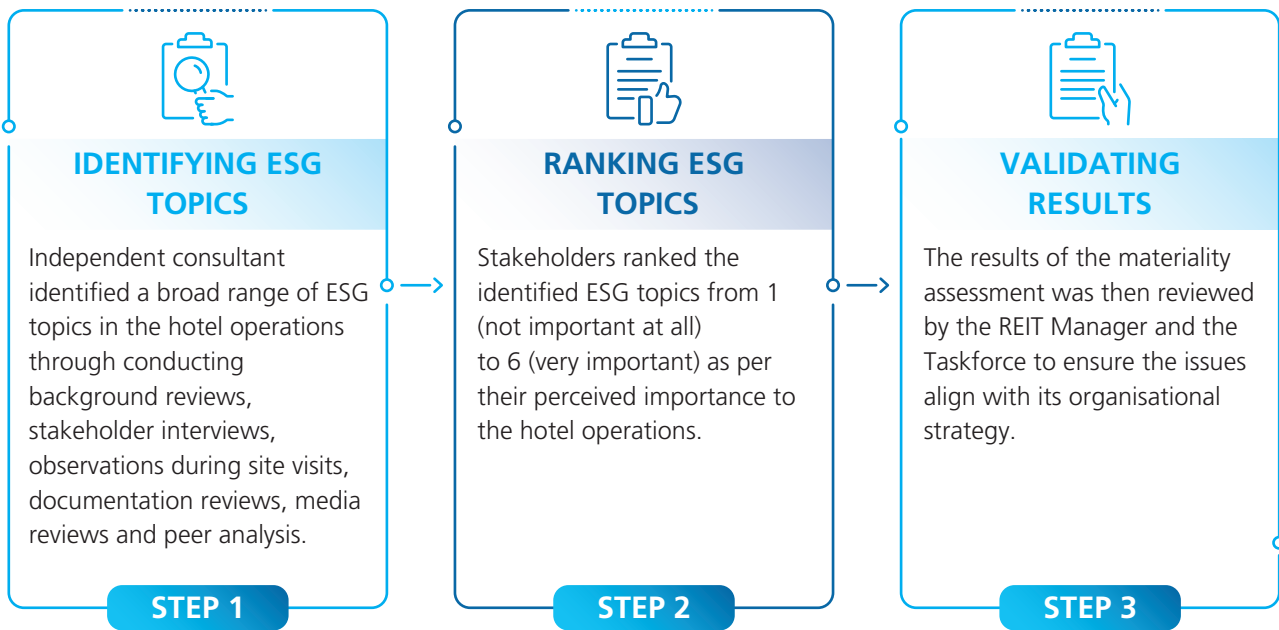 IDENTIFYING ESG
TOPICS
Independent consultant
identified a broad range of ESG
topics in the hotel operations
through conducting
background reviews,
stakeholder interviews,
observations during site visits,
documentation reviews, media
reviews and peer analysis.
STEP 1
RANKING ESG
TOPICS
Stakeholders ranked the
identified ESG topics from 1
(not important at all)
to 6 (very important) as per
their perceived importance to
the hotel operations.
STEP 2
VALIDATING
RESULTS
The results of the materiality
assessment was then reviewed
by the REIT Manager and the
Taskforce to ensure the issues
align with its organisational
strategy.
STEP 3